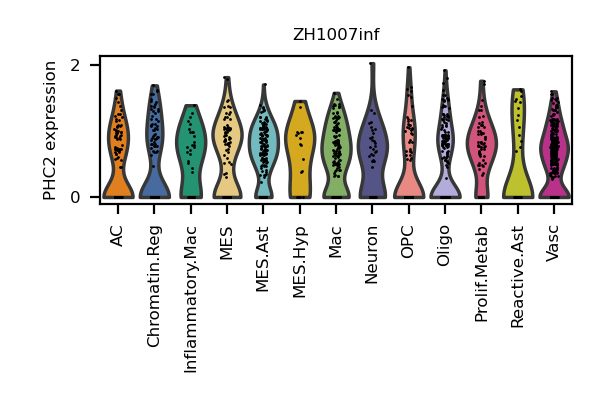 ZH1007inf
PHC2 expression
2
0
AC
Chromatin.Reg
Inflammatory.Mac
MES
MES.Ast
MES.Hyp
Mac
Neuron
OPC
Oligo
Prolif.Metab
Reactive.Ast
Vasc